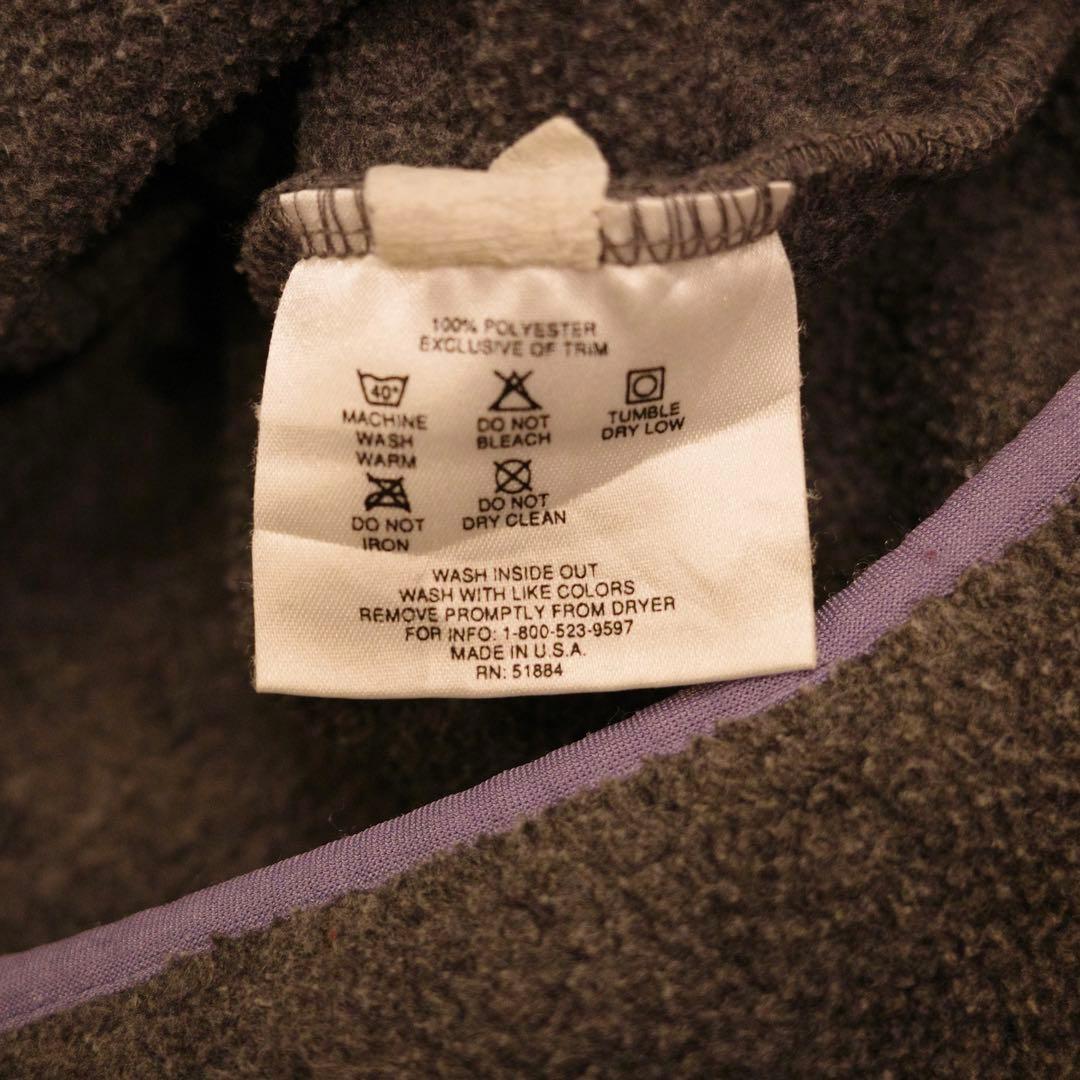 100% POLYESTER
EXCLUSIVE OF TRIM
40°
MACHINE
WASH
WARM
DO NOT
BLEACH
TUMBLE
DRY LOW
DO NOT
IRON
DO NOT
DRY CLEAN
WASH INSIDE OUT
WASH WITH LIKE COLORS
REMOVE PROMPTLY FROM DRYER
FOR INFO: 1-800-523-9597
MADE IN U.S.A.
RN: 51884